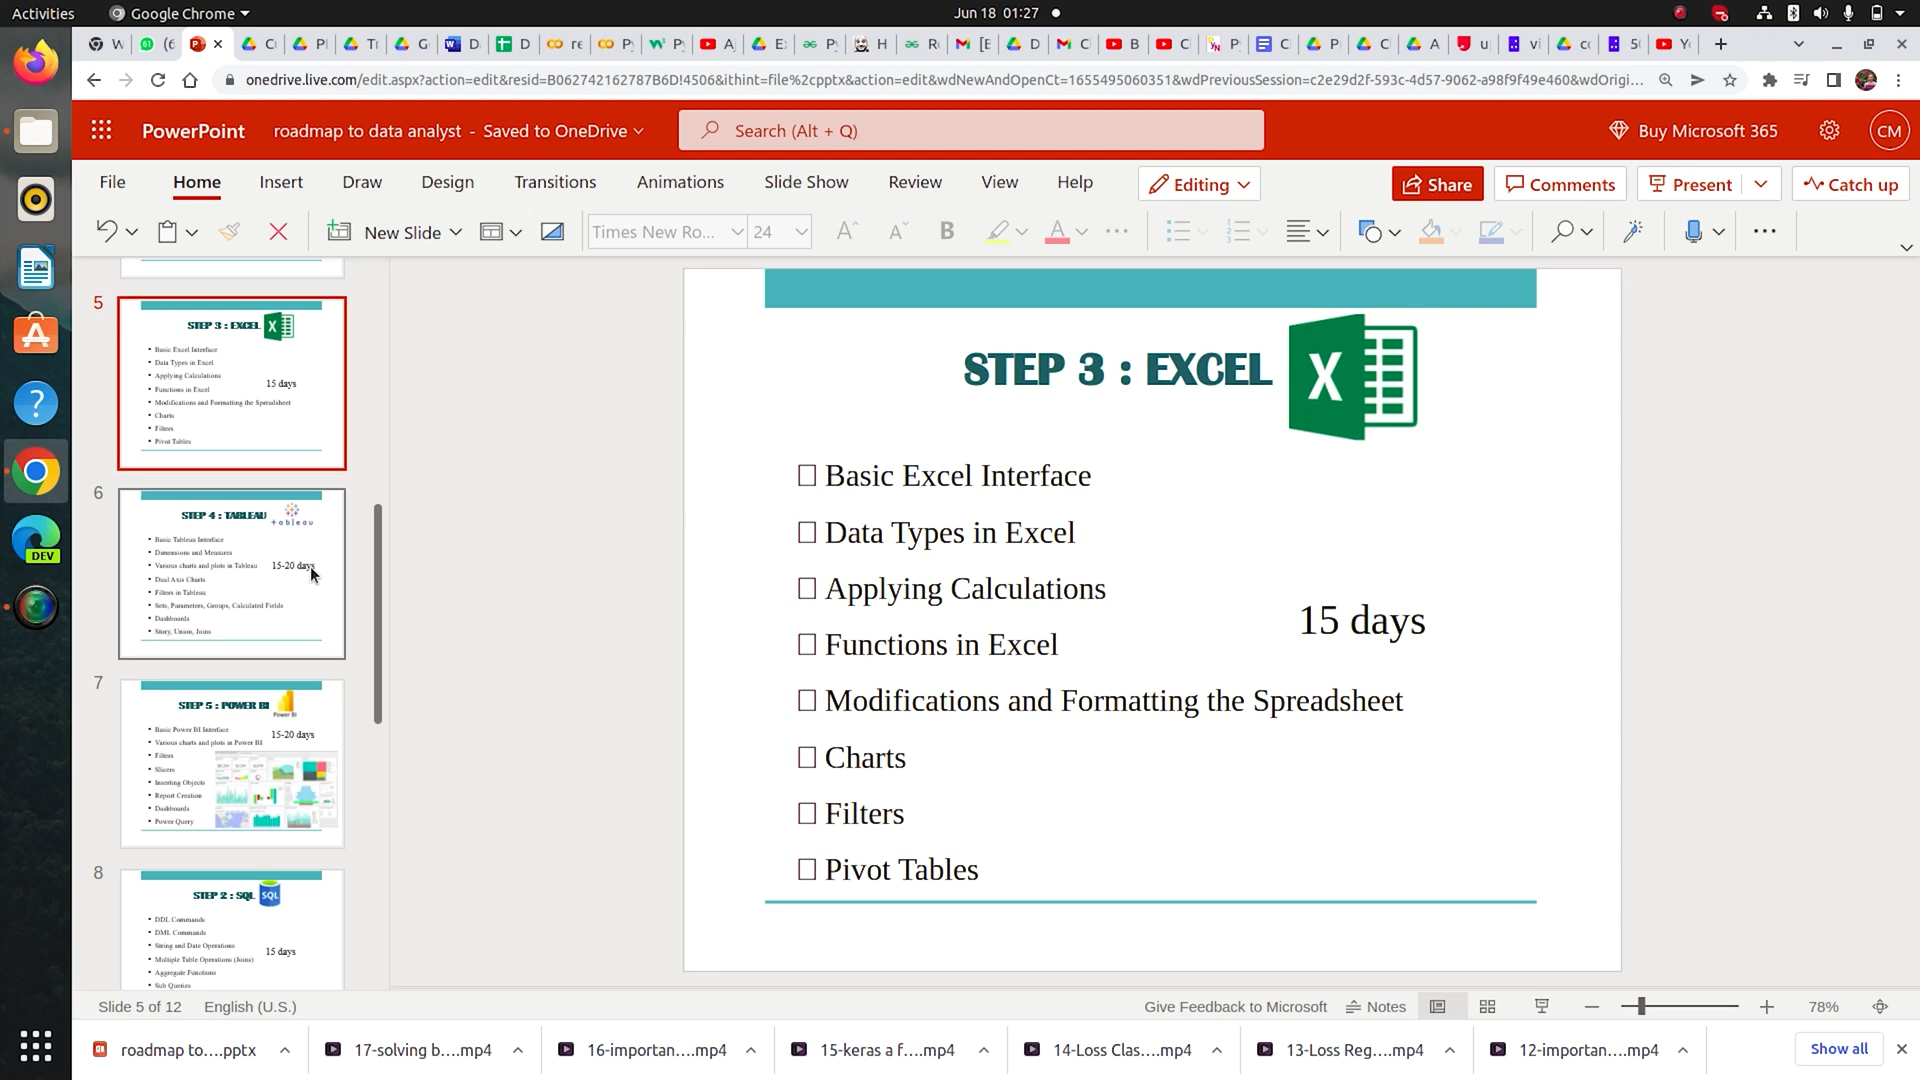 Activities
Google Chrome
Jun 18 01:27
onedrive.live.com/edit.aspx?action=edit&resid=B062742162787B6D!4506&ithint=file%2cpptx&action=edit&wdNewAndOpenCt=1655495060351&wdPreviousSession=c2e29d2f-593c-4d57-9062-a98f9f49e460&wdOrigi...
PowerPoint
roadmap to data analyst - Saved to OneDrive
Search (Alt + Q)
Buy Microsoft 365
CM
File
Home
Insert
Draw
Design
Transitions
Animations
Slide Show
Review
View
Help
Editing
Share
Comments
Present
Catch up
New Slide
Times New Ro...
24
5
STEP 3 : EXCEL
Basic Excel Interface
Data Types in Excel
Applying Calculations
15 days
Functions in Excel
Modifications and Formatting the Spreadsheet
Charts
Filters
Pivot Tables
6
STEP 4 : TABLEAU
+tableau
Basic Tableau Interface
Dimensions and Measures
Various charts and plots in Tableau
15-20 days
Dual Axis Charts
Filters in Tableau
Sets, Parameters, Groups, Calculated Fields
Dashboards
Story, Union, Joins
7
STEP 5 : POWER BI
Power BI
Basic Power BI Interface
15-20 days
Various charts and plots in Power BI
Filters
Slicers
Inserting Objects
Report Creation
Dashboards
Power Query
8
STEP 2 : SQL
SQL
DDL Commands
DML Commands
String and Date Operations
15 days
Multiple Table Operations (Joins)
Aggregate Functions
Sub Queries
STEP 3 : EXCEL
X
Basic Excel Interface
Data Types in Excel
Applying Calculations
15 days
Functions in Excel
Modifications and Formatting the Spreadsheet
Charts
Filters
Pivot Tables
DEV
Slide 5 of 12
English (U.S.)
Give Feedback to Microsoft
Notes
78%
roadmap to....pptx
17-solving b....mp4
16-importan....mp4
15-keras a f....mp4
14-Loss Clas....mp4
13-Loss Reg....mp4
12-importan....mp4
Show all